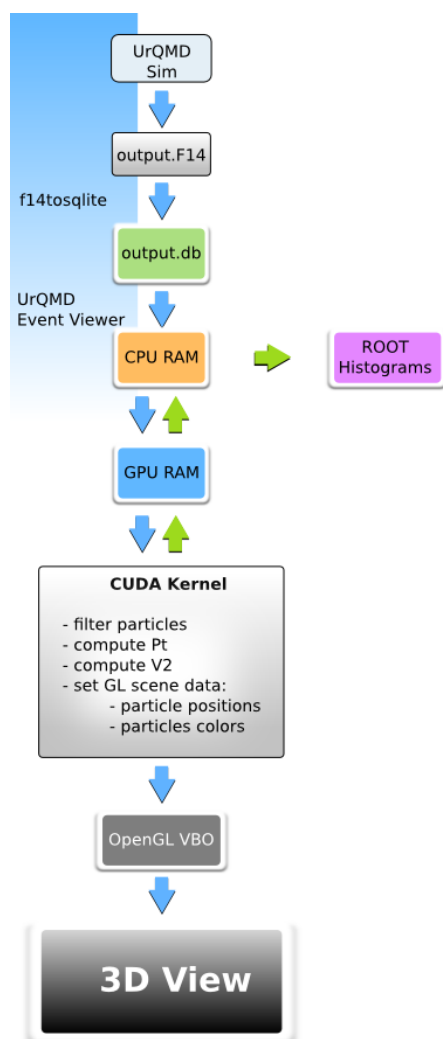 UrQMD
Sim
output.F14
f14tosqlite
output.db
UrQMD
Event Viewer
CPU RAM
ROOT
Histograms
GPU RAM
CUDA Kernel
- filter particles
- compute Pt
- compute V2
- set GL scene data:
- particle positions
- particles colors
OpenGL VBO
3D View